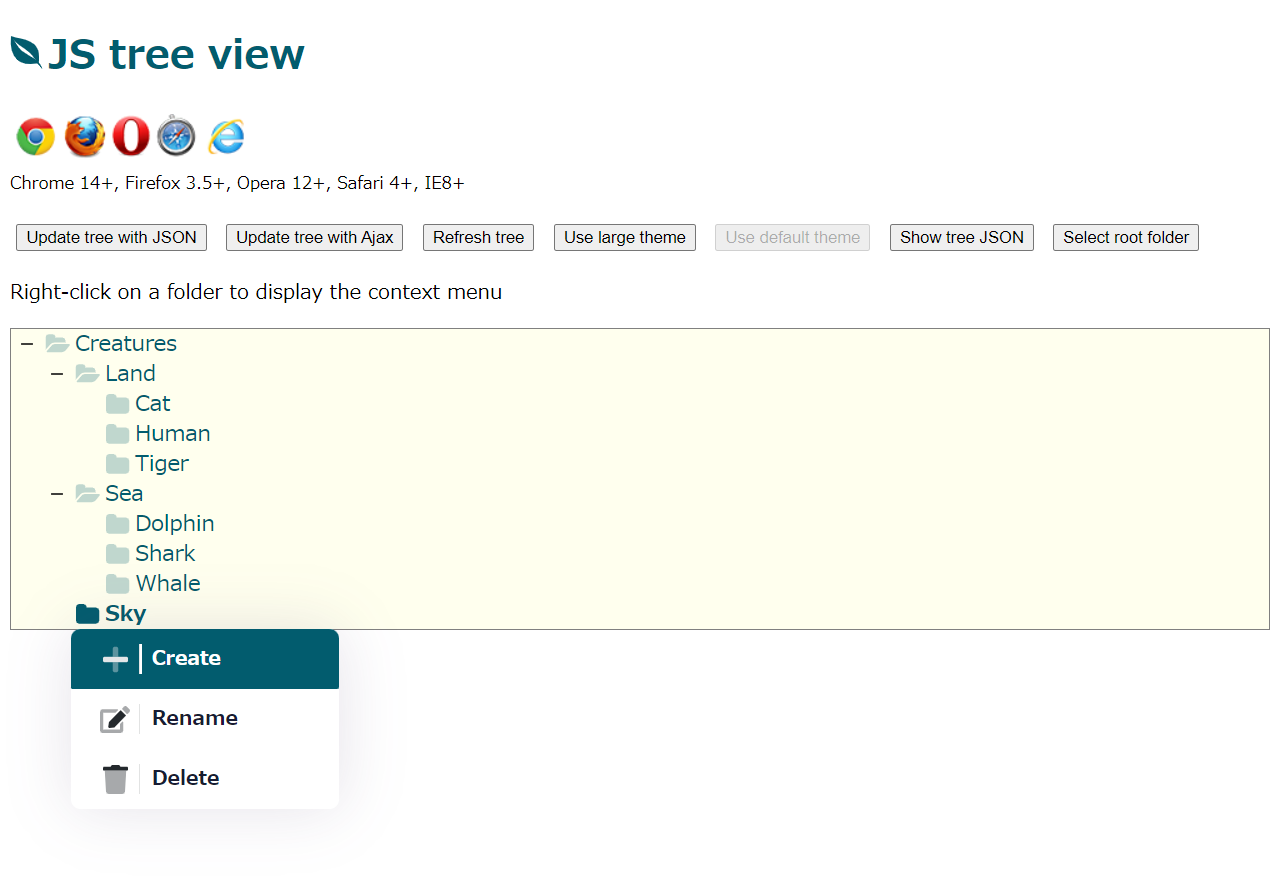 JS tree view
Chrome 14+, Firefox 3.5+, Opera 12+, Safari 4+, IE8+
Update tree with JSON Update tree with Ajax Refresh tree Use large theme Use default theme Show tree JSON Select root folder
Right-click on a folder to display the context menu
Creatures
Land
Cat
Human
Tiger
Sea
Dolphin
Shark
Whale
Sky
Create
Rename
Delete